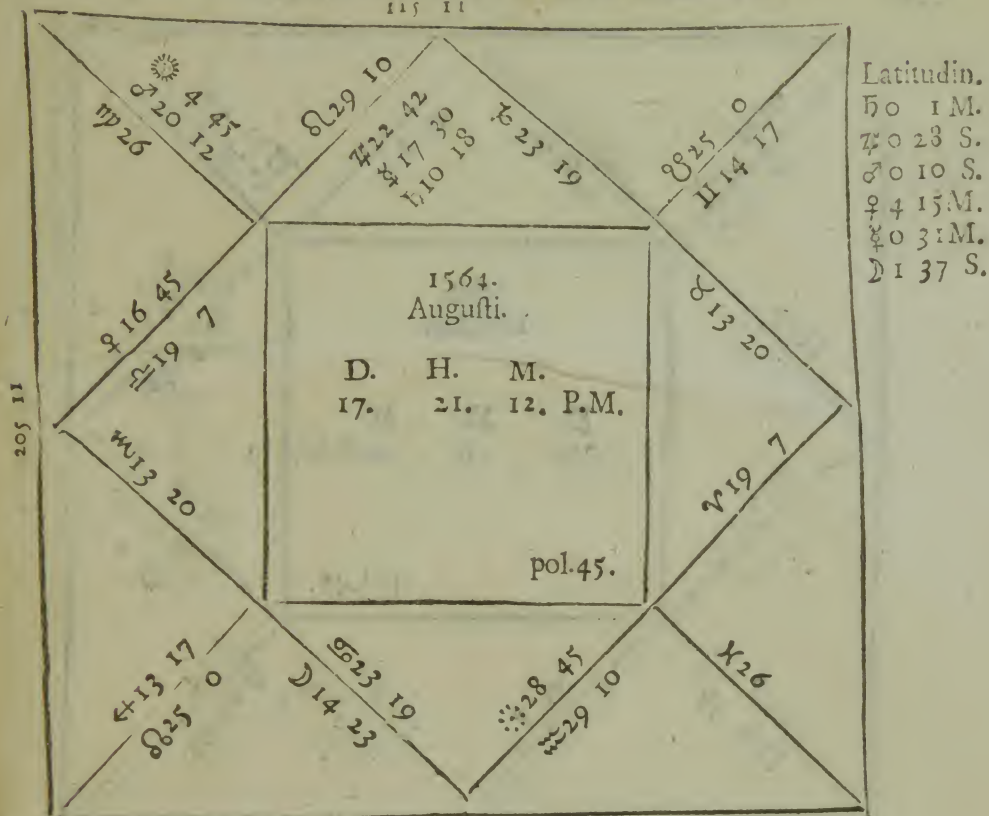 115 11
☉ 4 45
♂ 20 12
♍ 26
♌ 29 10
♃ 22 42
☿ 17 30
♄ 10 18
♑ 23 19
☋ 25 0
♊ 14 17
Latitudin.
♄ 0 1 M.
♃ 0 28 S.
♂ 0 10 S.
♀ 4 15 M.
☿ 0 31 M.
☽ 1 37 S.
♀ 16 45
♎ 19 7
1564.
Augusti.
D. H. M.
17. 21. 12. P.M.
pol. 45.
♉ 13 20
205 11
♏ 13 20
♈ 19 7
♐ 13 17
☊ 25 0
♋ 23 19
☽ 14 23
28 45
♒ 29 10
♓ 26